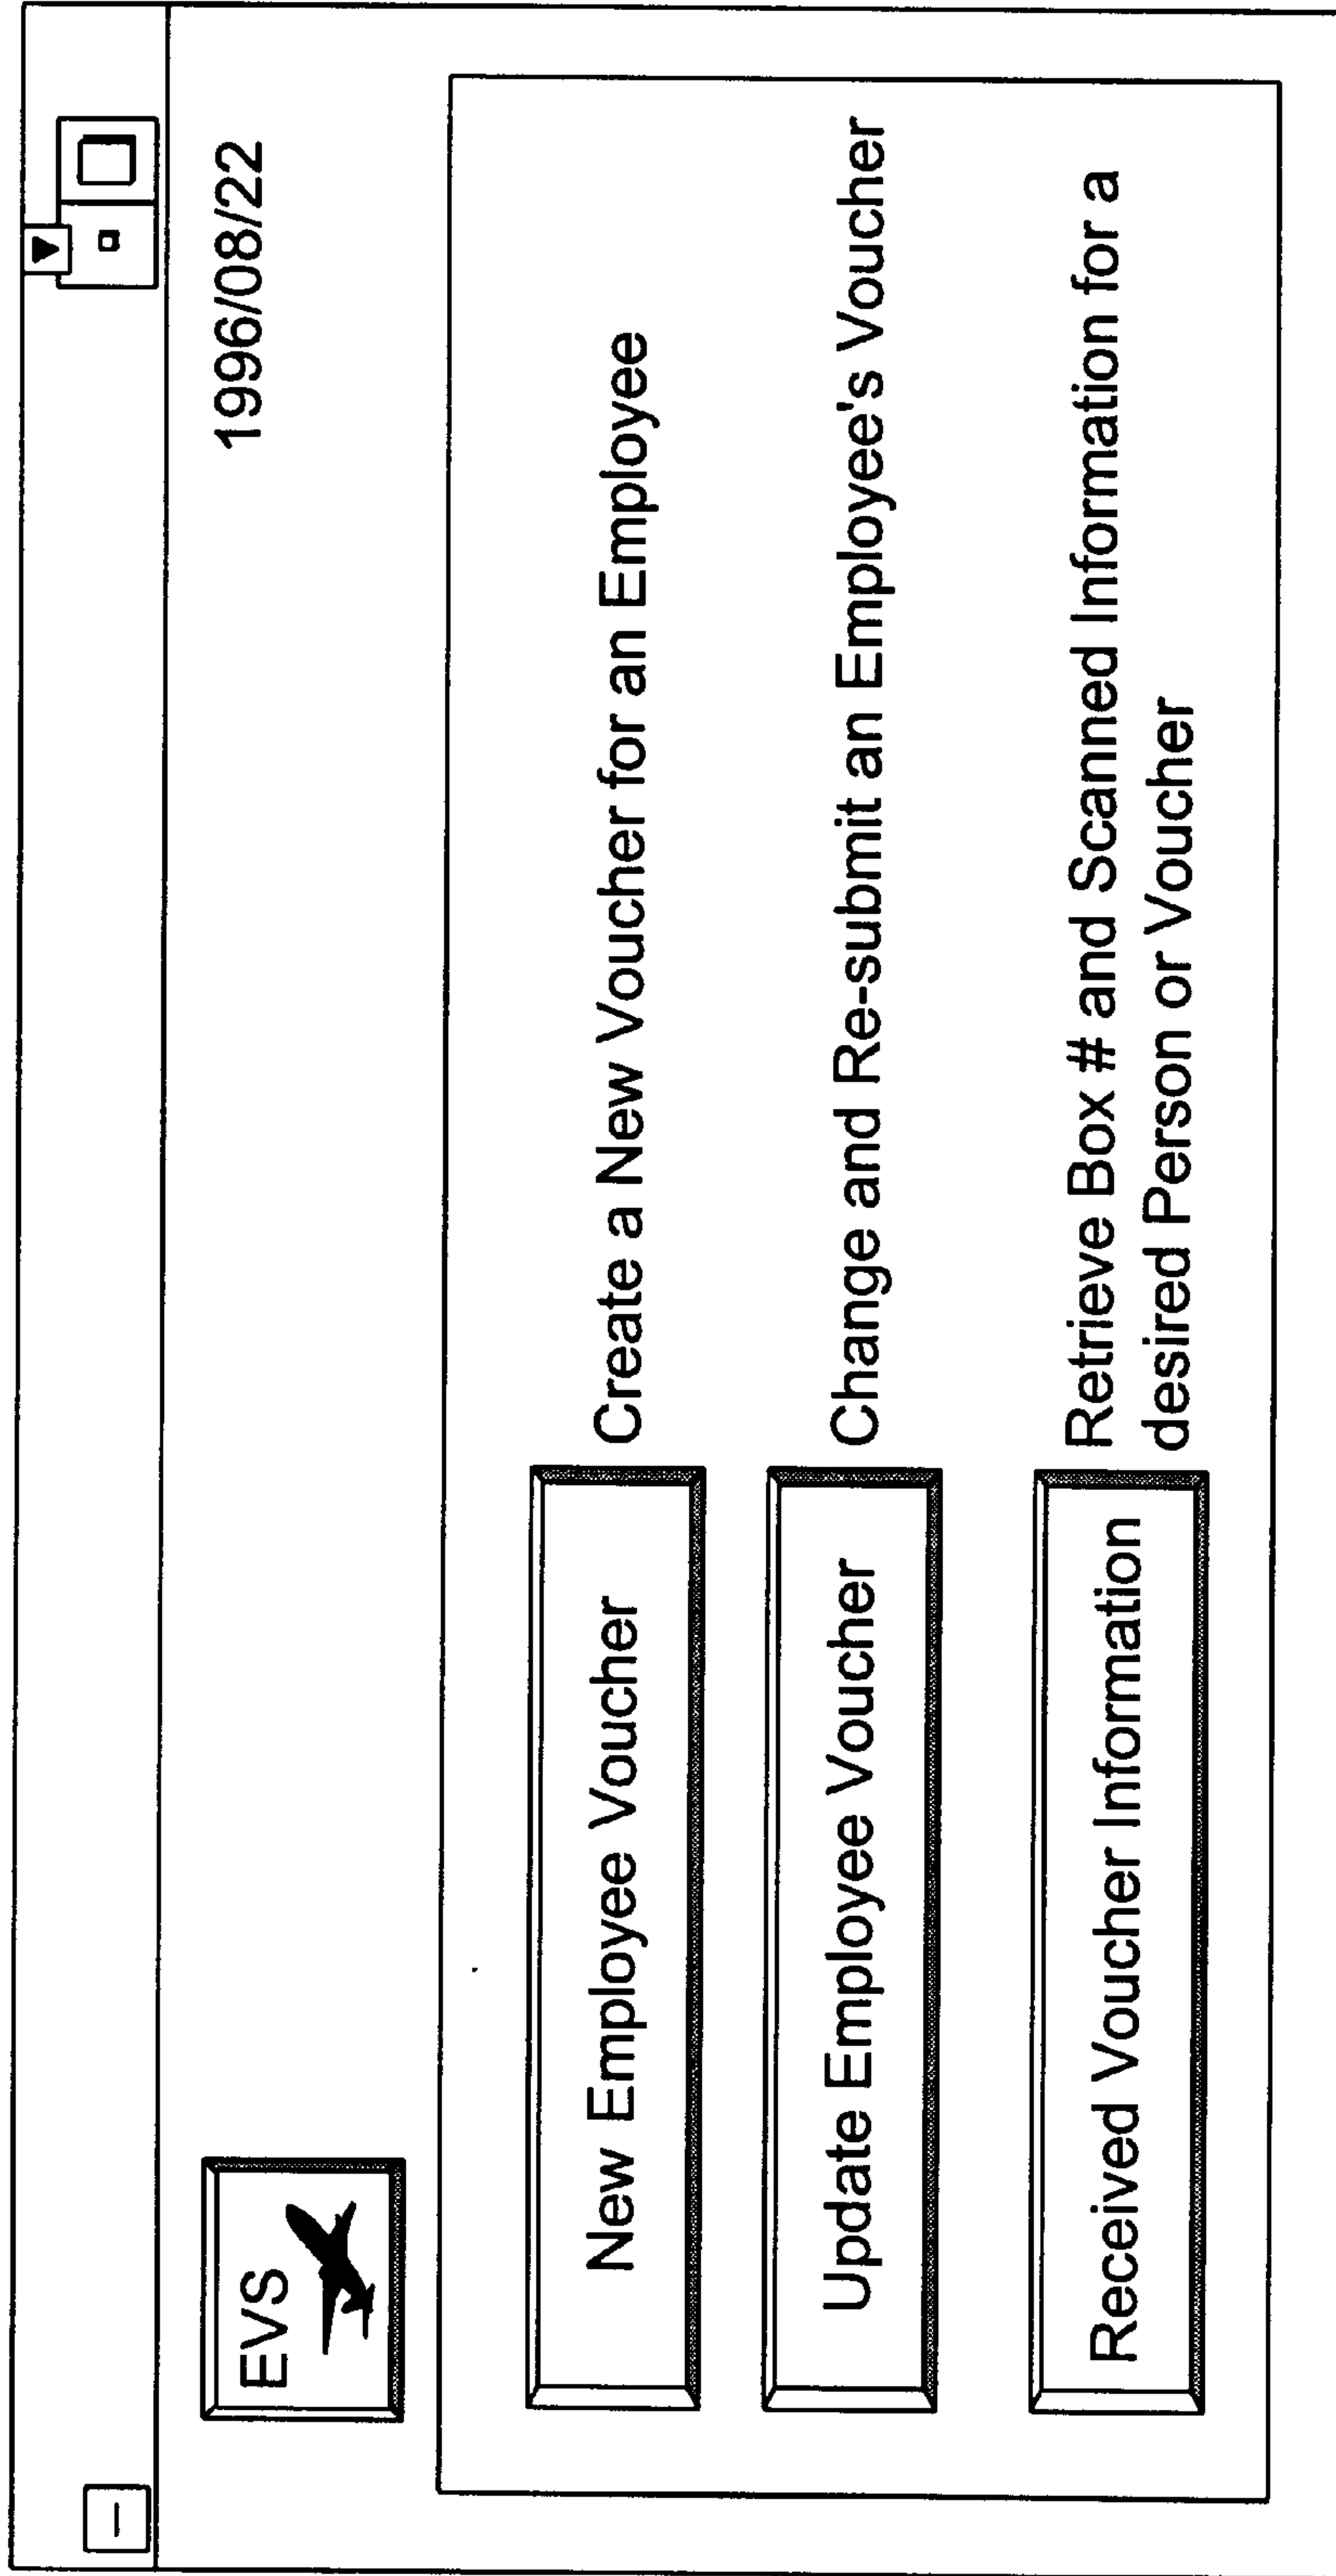 EVS
1996/08/22
New Employee Voucher
Create a New Voucher for an Employee
Update Employee Voucher
Change and Re-submit an Employee's Voucher
Received Voucher Information
Retrieve Box # and Scanned Information for a
desired Person or Voucher